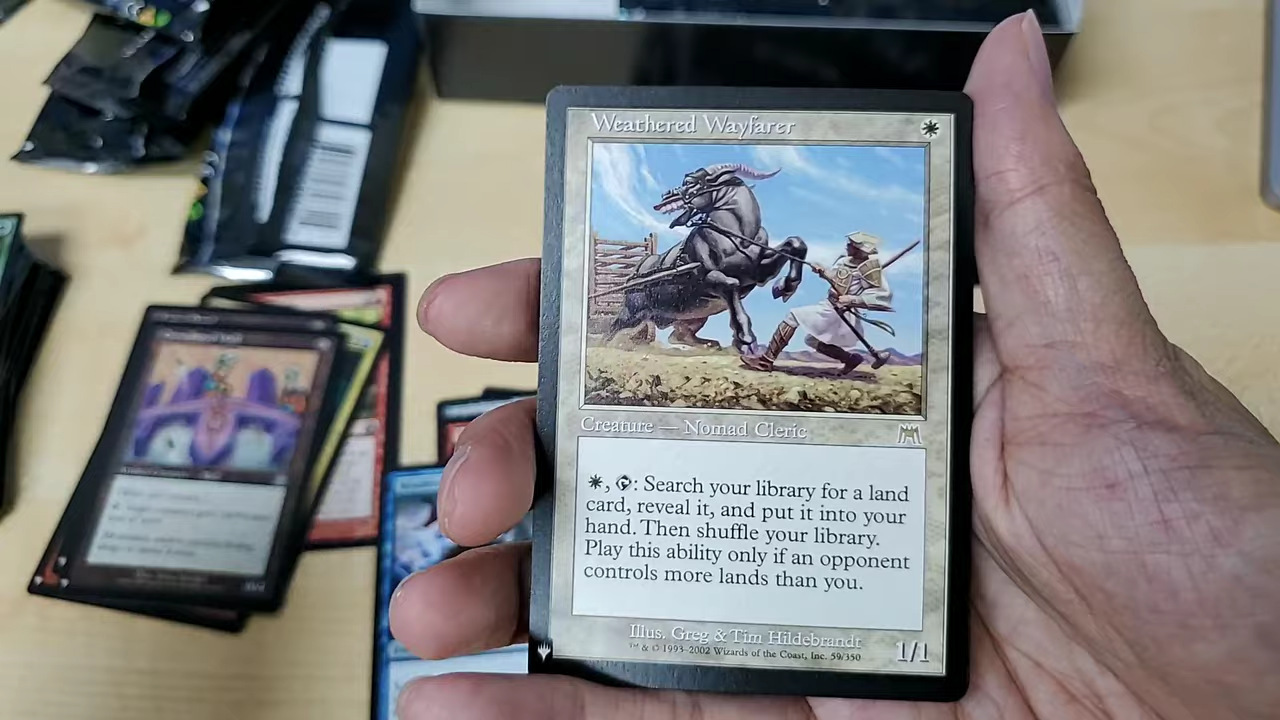 Weathered Wayfarer
Creature — Nomad Cleric
, : Search your library for a land
card, reveal it, and put it into your
hand. Then shuffle your library.
Play this ability only if an opponent
controls more lands than you.
Illus. Greg & Tim Hildebrandt
™ & © 1993-2002 Wizards of the Coast, Inc. 59/350
1/1